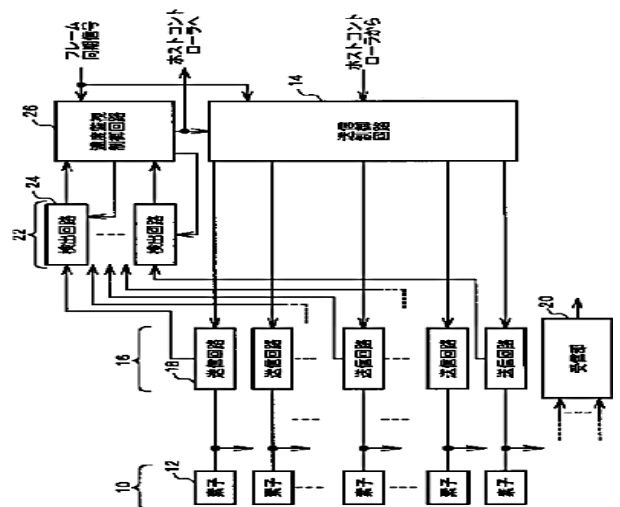 フレーム
同期信号
ホストコント
ローラへ
ホストコント
ローラから
26
温度監視
制御回路
14
22
24
検出回路
検出回路
16
18
送信回路
送信回路
送信回路
送信回路
送信回路
20
受信部
10
12
素子
素子
素子
素子
素子